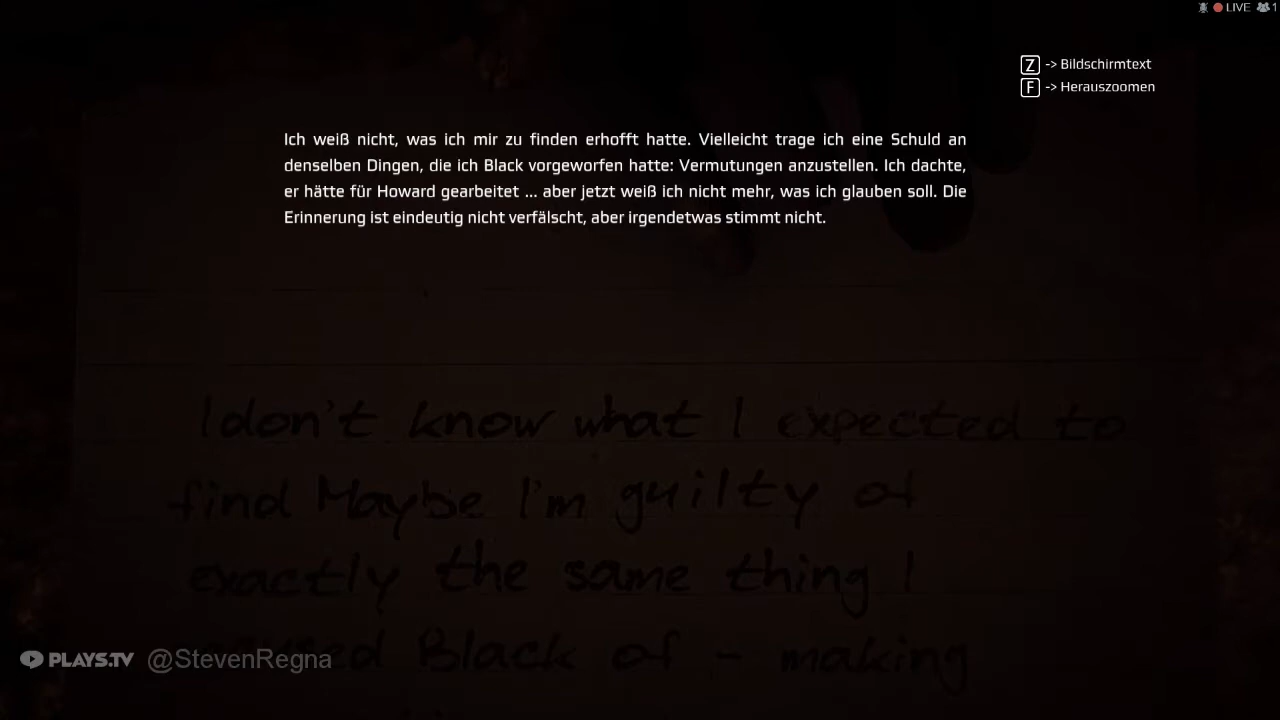 LIVE 1
Z -> Bildschirmtext
F -> Herauszoomen
Ich weiß nicht, was ich mir zu finden erhofft hatte. Vielleicht trage ich eine Schuld an
denselben Dingen, die ich Black vorgeworfen hatte: Vermutungen anzustellen. Ich dachte,
er hätte für Howard gearbeitet ... aber jetzt weiß ich nicht mehr, was ich glauben soll. Die
Erinnerung ist eindeutig nicht verfälscht, aber irgendetwas stimmt nicht.
I don't know what I expected to
find Maybe I'm guilty of
exactly the same thing I
Black of - making
PLAYS.TV @StevenRegna